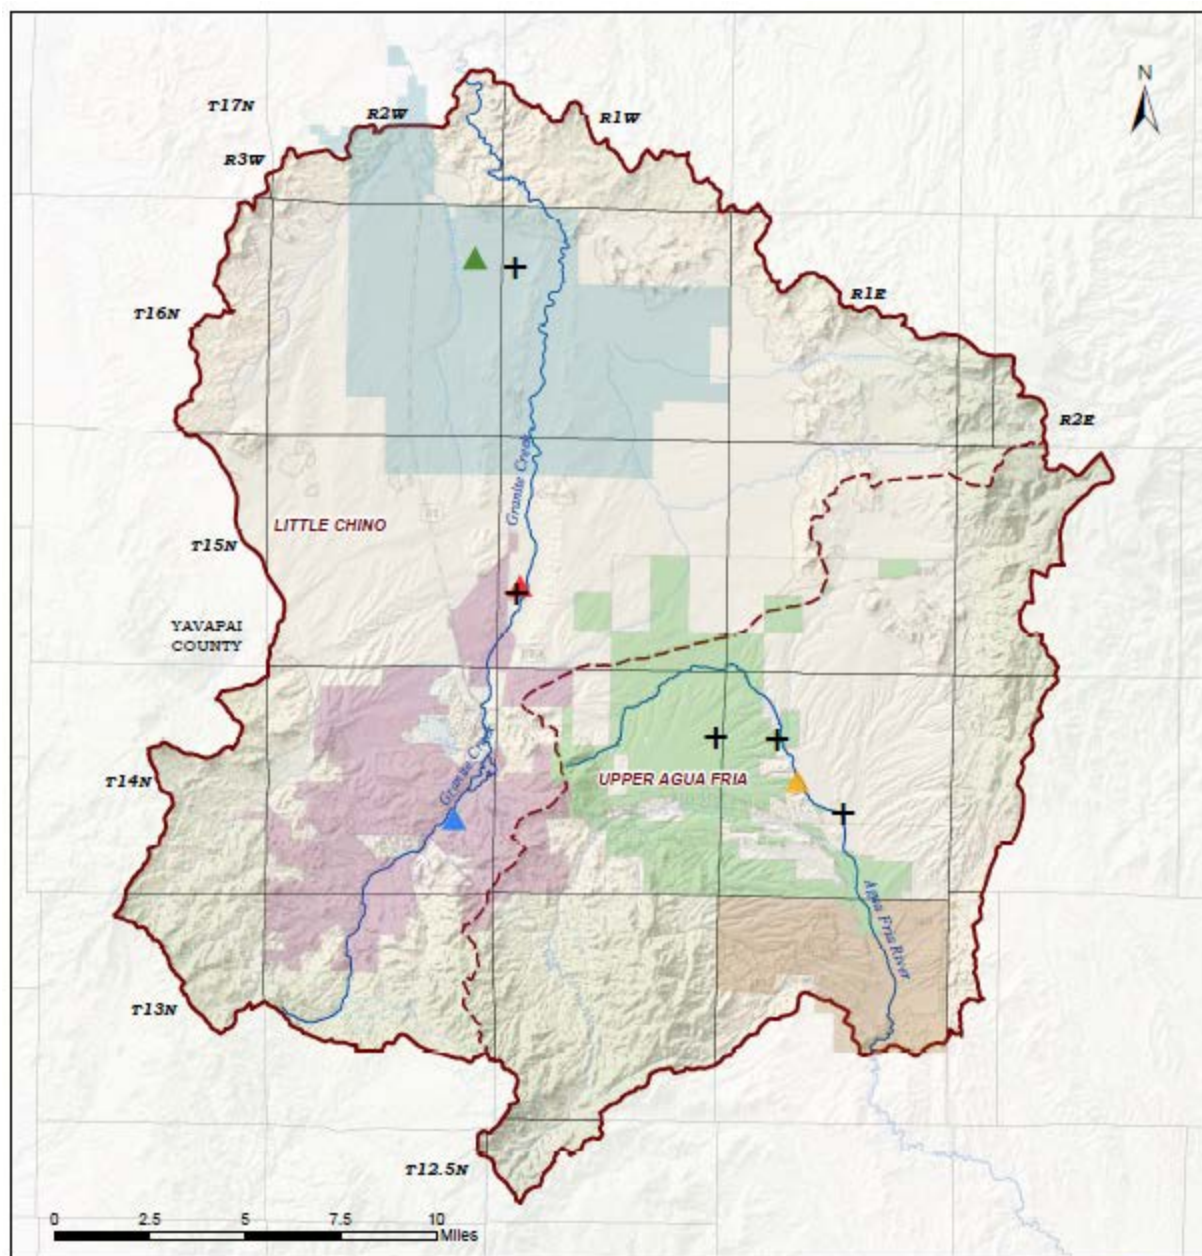 N
T17N
R2W
R1W
R3W
T16N
R1E
R2E
Granite Creek
LITTLE CHINO
T15N
YAVAPAI
COUNTY
T14N
Granite Creek
UPPER AGUA FRIA
Agua Fria River
T13N
T12.5N
0 2.5 5 7.5 10
Miles